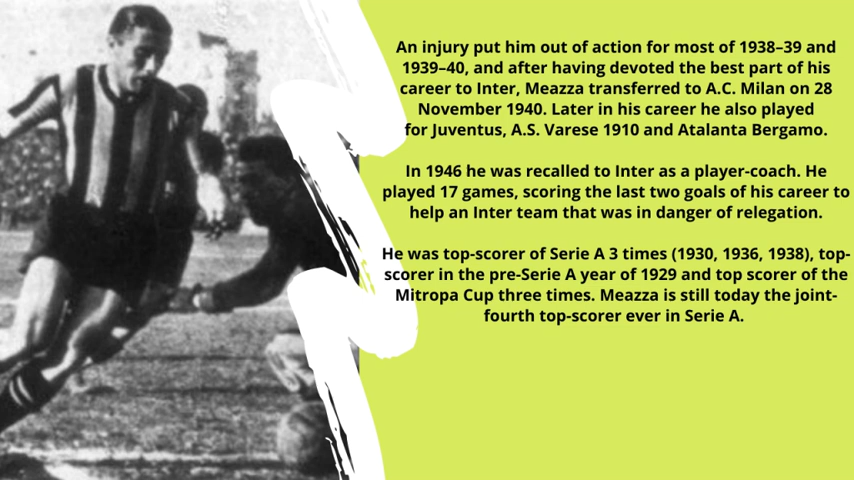 An injury put him out of action for most of 1938–39 and
1939–40, and after having devoted the best part of his
career to Inter, Meazza transferred to A.C. Milan on 28
November 1940. Later in his career he also played
for Juventus, A.S. Varese 1910 and Atalanta Bergamo.
In 1946 he was recalled to Inter as a player-coach. He
played 17 games, scoring the last two goals of his career to
help an Inter team that was in danger of relegation.
He was top-scorer of Serie A 3 times (1930, 1936, 1938), top-
scorer in the pre-Serie A year of 1929 and top scorer of the
Mitropa Cup three times. Meazza is still today the joint-
fourth top-scorer ever in Serie A.